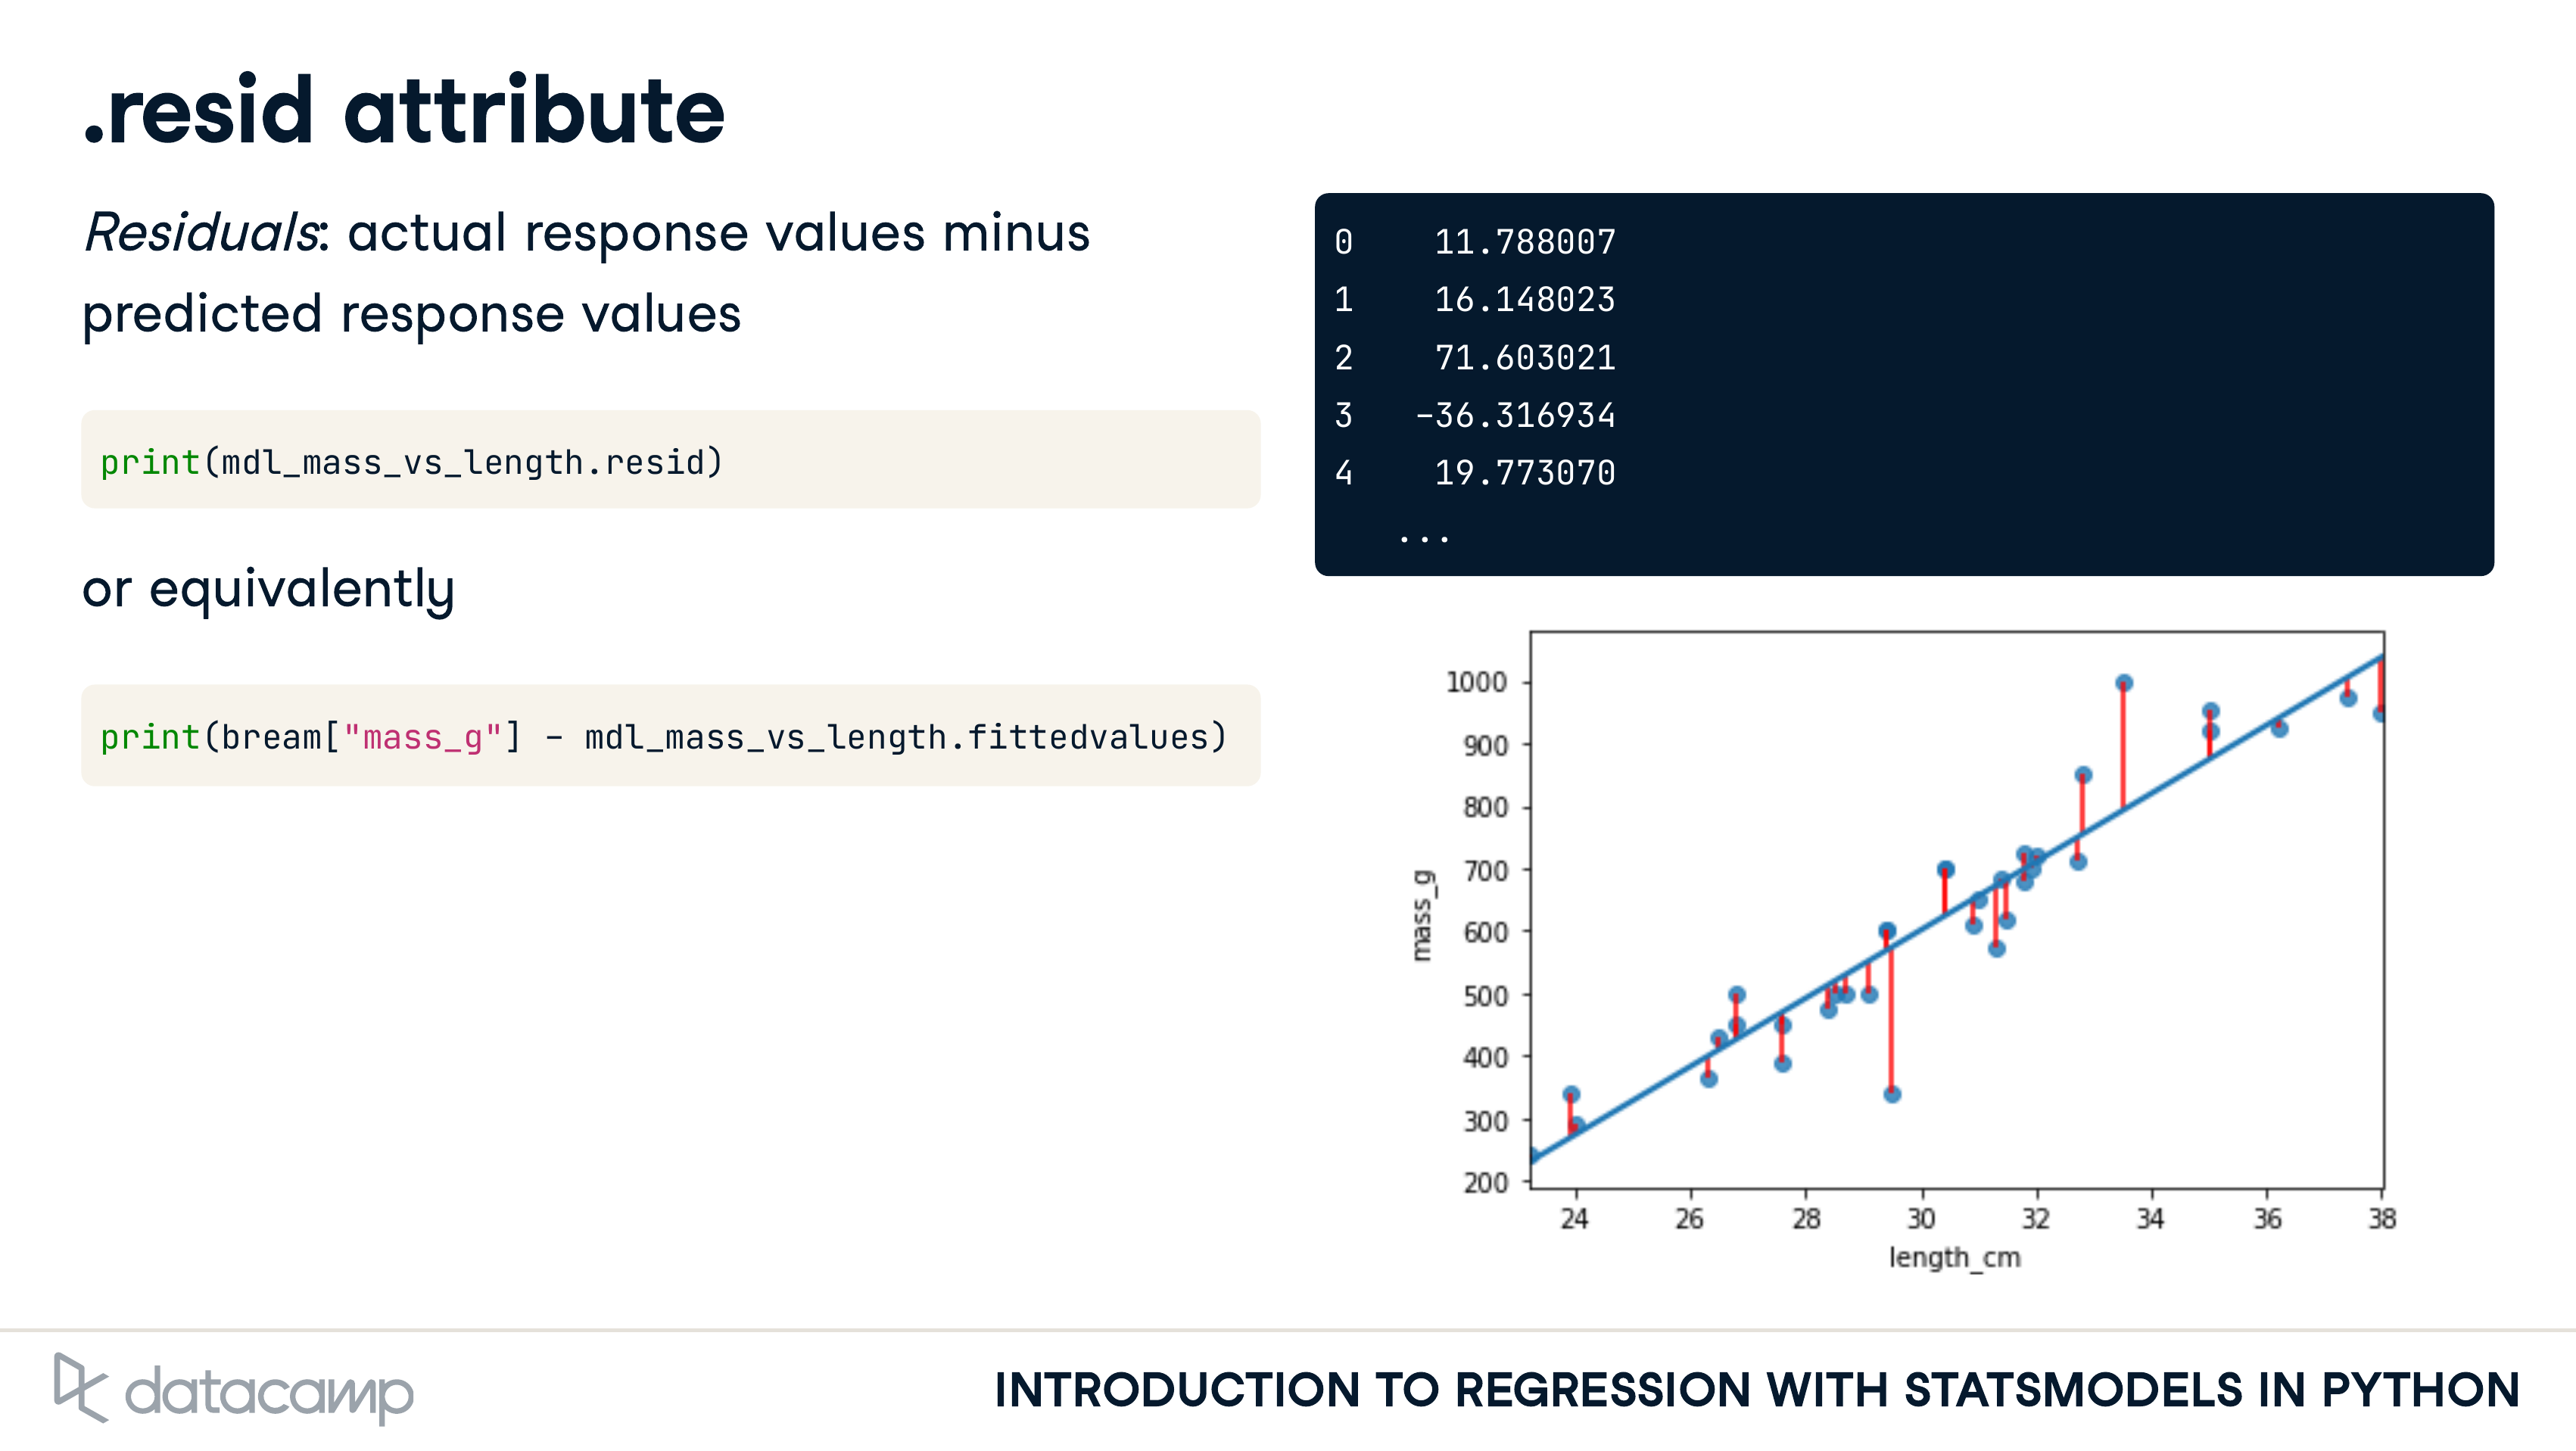 .resid attribute
Residuals: actual response values minus
predicted response values
print(mdl_mass_vs_length.resid)
or equivalently
print(bream["mass_g"] - mdl_mass_vs_length.fittedvalues)
0    11.788007
1    16.148023
2    71.603021
3   -36.316934
4    19.773070
...
1000
900
800
700
600
500
400
300
200
mass_g
24 26 28 30 32 34 36 38
length_cm
datacamp
INTRODUCTION TO REGRESSION WITH STATSMODELS IN PYTHON